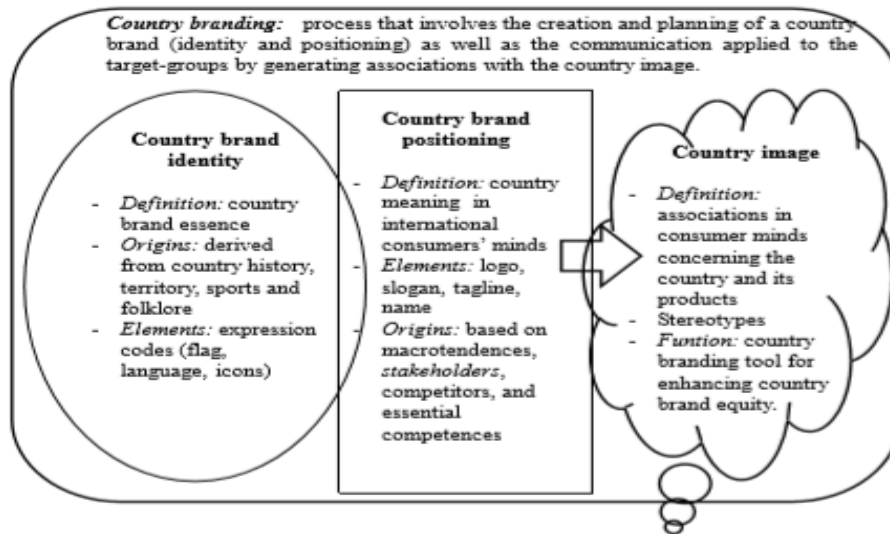 Country branding: process that involves the creation and planning of a country
brand (identity and positioning) as well as the communication applied to the
target-groups by generating associations with the country image.
Country brand
identity
- Definition: country
brand essence
- Origins: derived
from country history,
territory, sports and
folklore
- Elements: expression
codes (flag,
language, icons)
Country brand
positioning
- Definition: country
meaning in
international
consumers' minds
- Elements: logo,
slogan, tagline,
name
- Origins: based on
macrotendences,
stakeholders,
competitors, and
essential
competences
Country image
- Definition:
associations in
consumer minds
concerning the
country and its
products
- Stereotypes
- Funtion: country
branding tool for
enhancing country
brand equity.